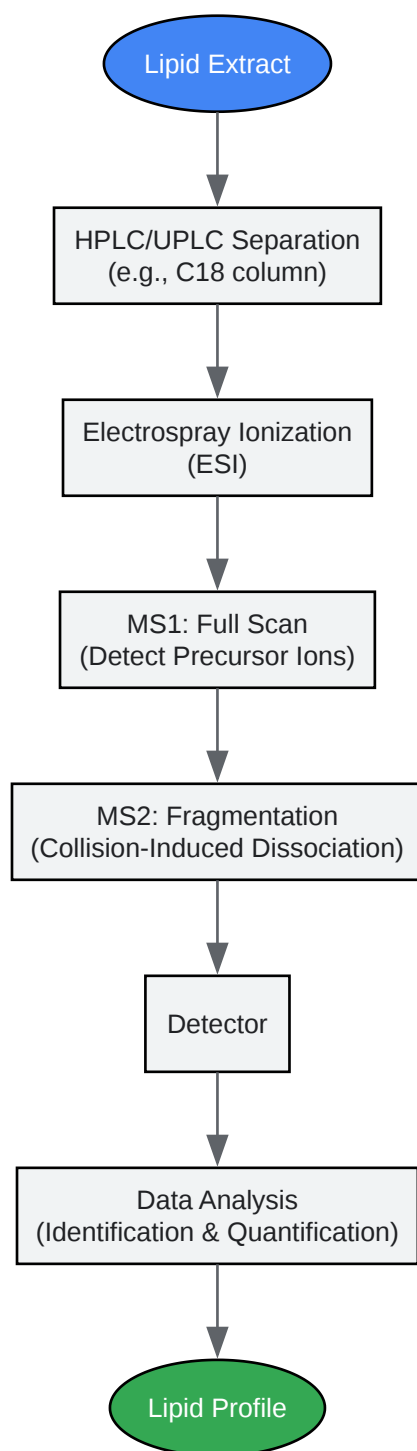 Lipid Extract
HPLC/UPLC Separation
(e.g., C18 column)
Electrospray Ionization
(ESI)
MS1: Full Scan
(Detect Precursor Ions)
MS2: Fragmentation
(Collision-Induced Dissociation)
Detector
Data Analysis
(Identification & Quantification)
Lipid Profile